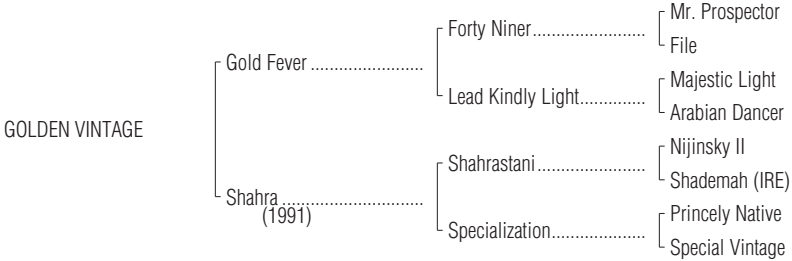 Mr. Prospector
Forty Niner........................
File
Gold Fever ........................
Majestic Light
Lead Kindly Light..............
Arabian Dancer
GOLDEN VINTAGE
Nijinsky II
Shahrastani.......................
Shademah (IRE)
Shahra ..............................
(1991)
Princely Native
Specialization....................
Special Vintage